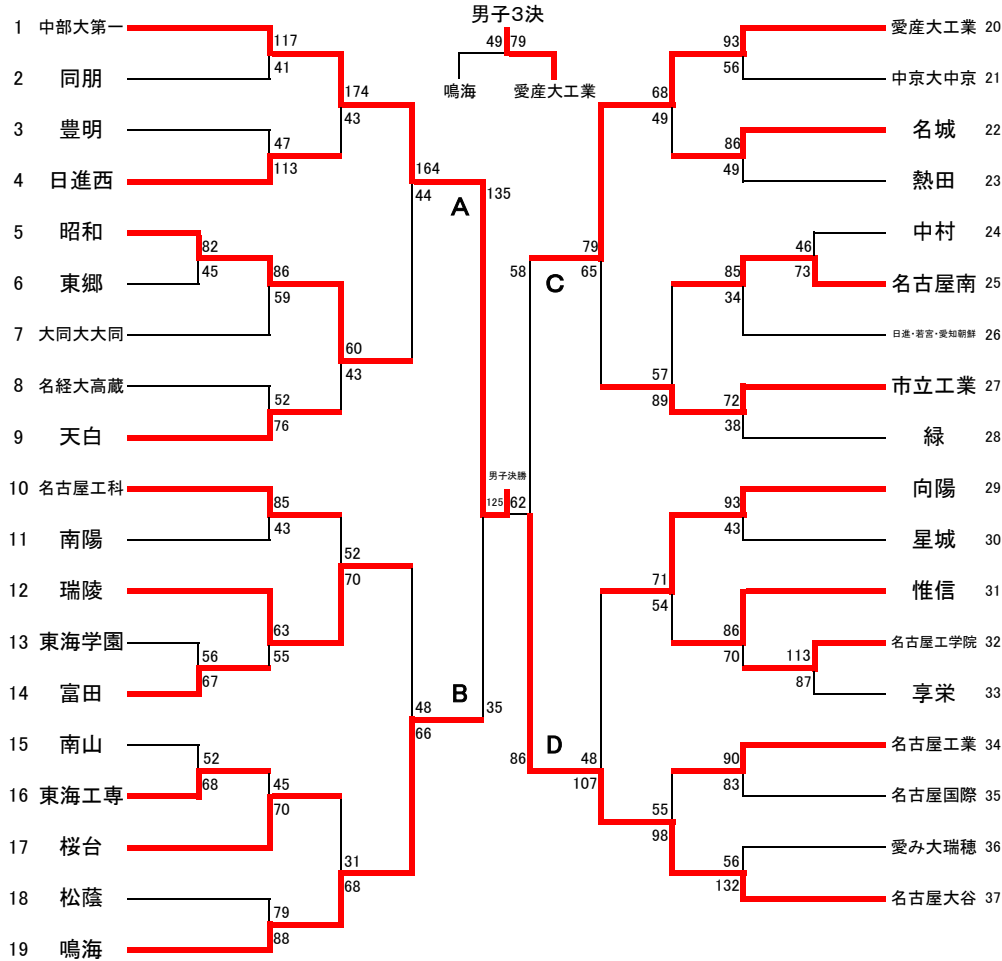 男子３決
49 79
鳴海 愛産大工業
1 中部大第一
117
41
2 同朋
174
43
3 豊明
47
113
4 日進西
164
44
A
135
5 昭和
82
45
6 東郷
86
59
7 大同大大同
60
43
8 名経大高蔵
52
76
9 天白
男子決勝
125 62
10 名古屋工科
85
43
11 南陽
52
70
12 瑞陵
63
55
13 東海学園
56
67
14 富田
B
48
66
35
15 南山
52
68
16 東海工専
45
70
17 桜台
31
68
18 松蔭
79
88
19 鳴海
愛産大工業 20
93
56
中京大中京 21
68
49
名城 22
86
49
熱田 23
79
65
C
58
中村 24
46
73
名古屋南 25
85
34
日進・若宮・愛知朝鮮 26
57
89
市立工業 27
72
38
緑 28
向陽 29
93
43
星城 30
71
54
惟信 31
86
70
名古屋工学院 32
113
87
享栄 33
D
86
48
107
名古屋工業 34
90
83
名古屋国際 35
55
98
愛み大瑞穂 36
56
132
名古屋大谷 37